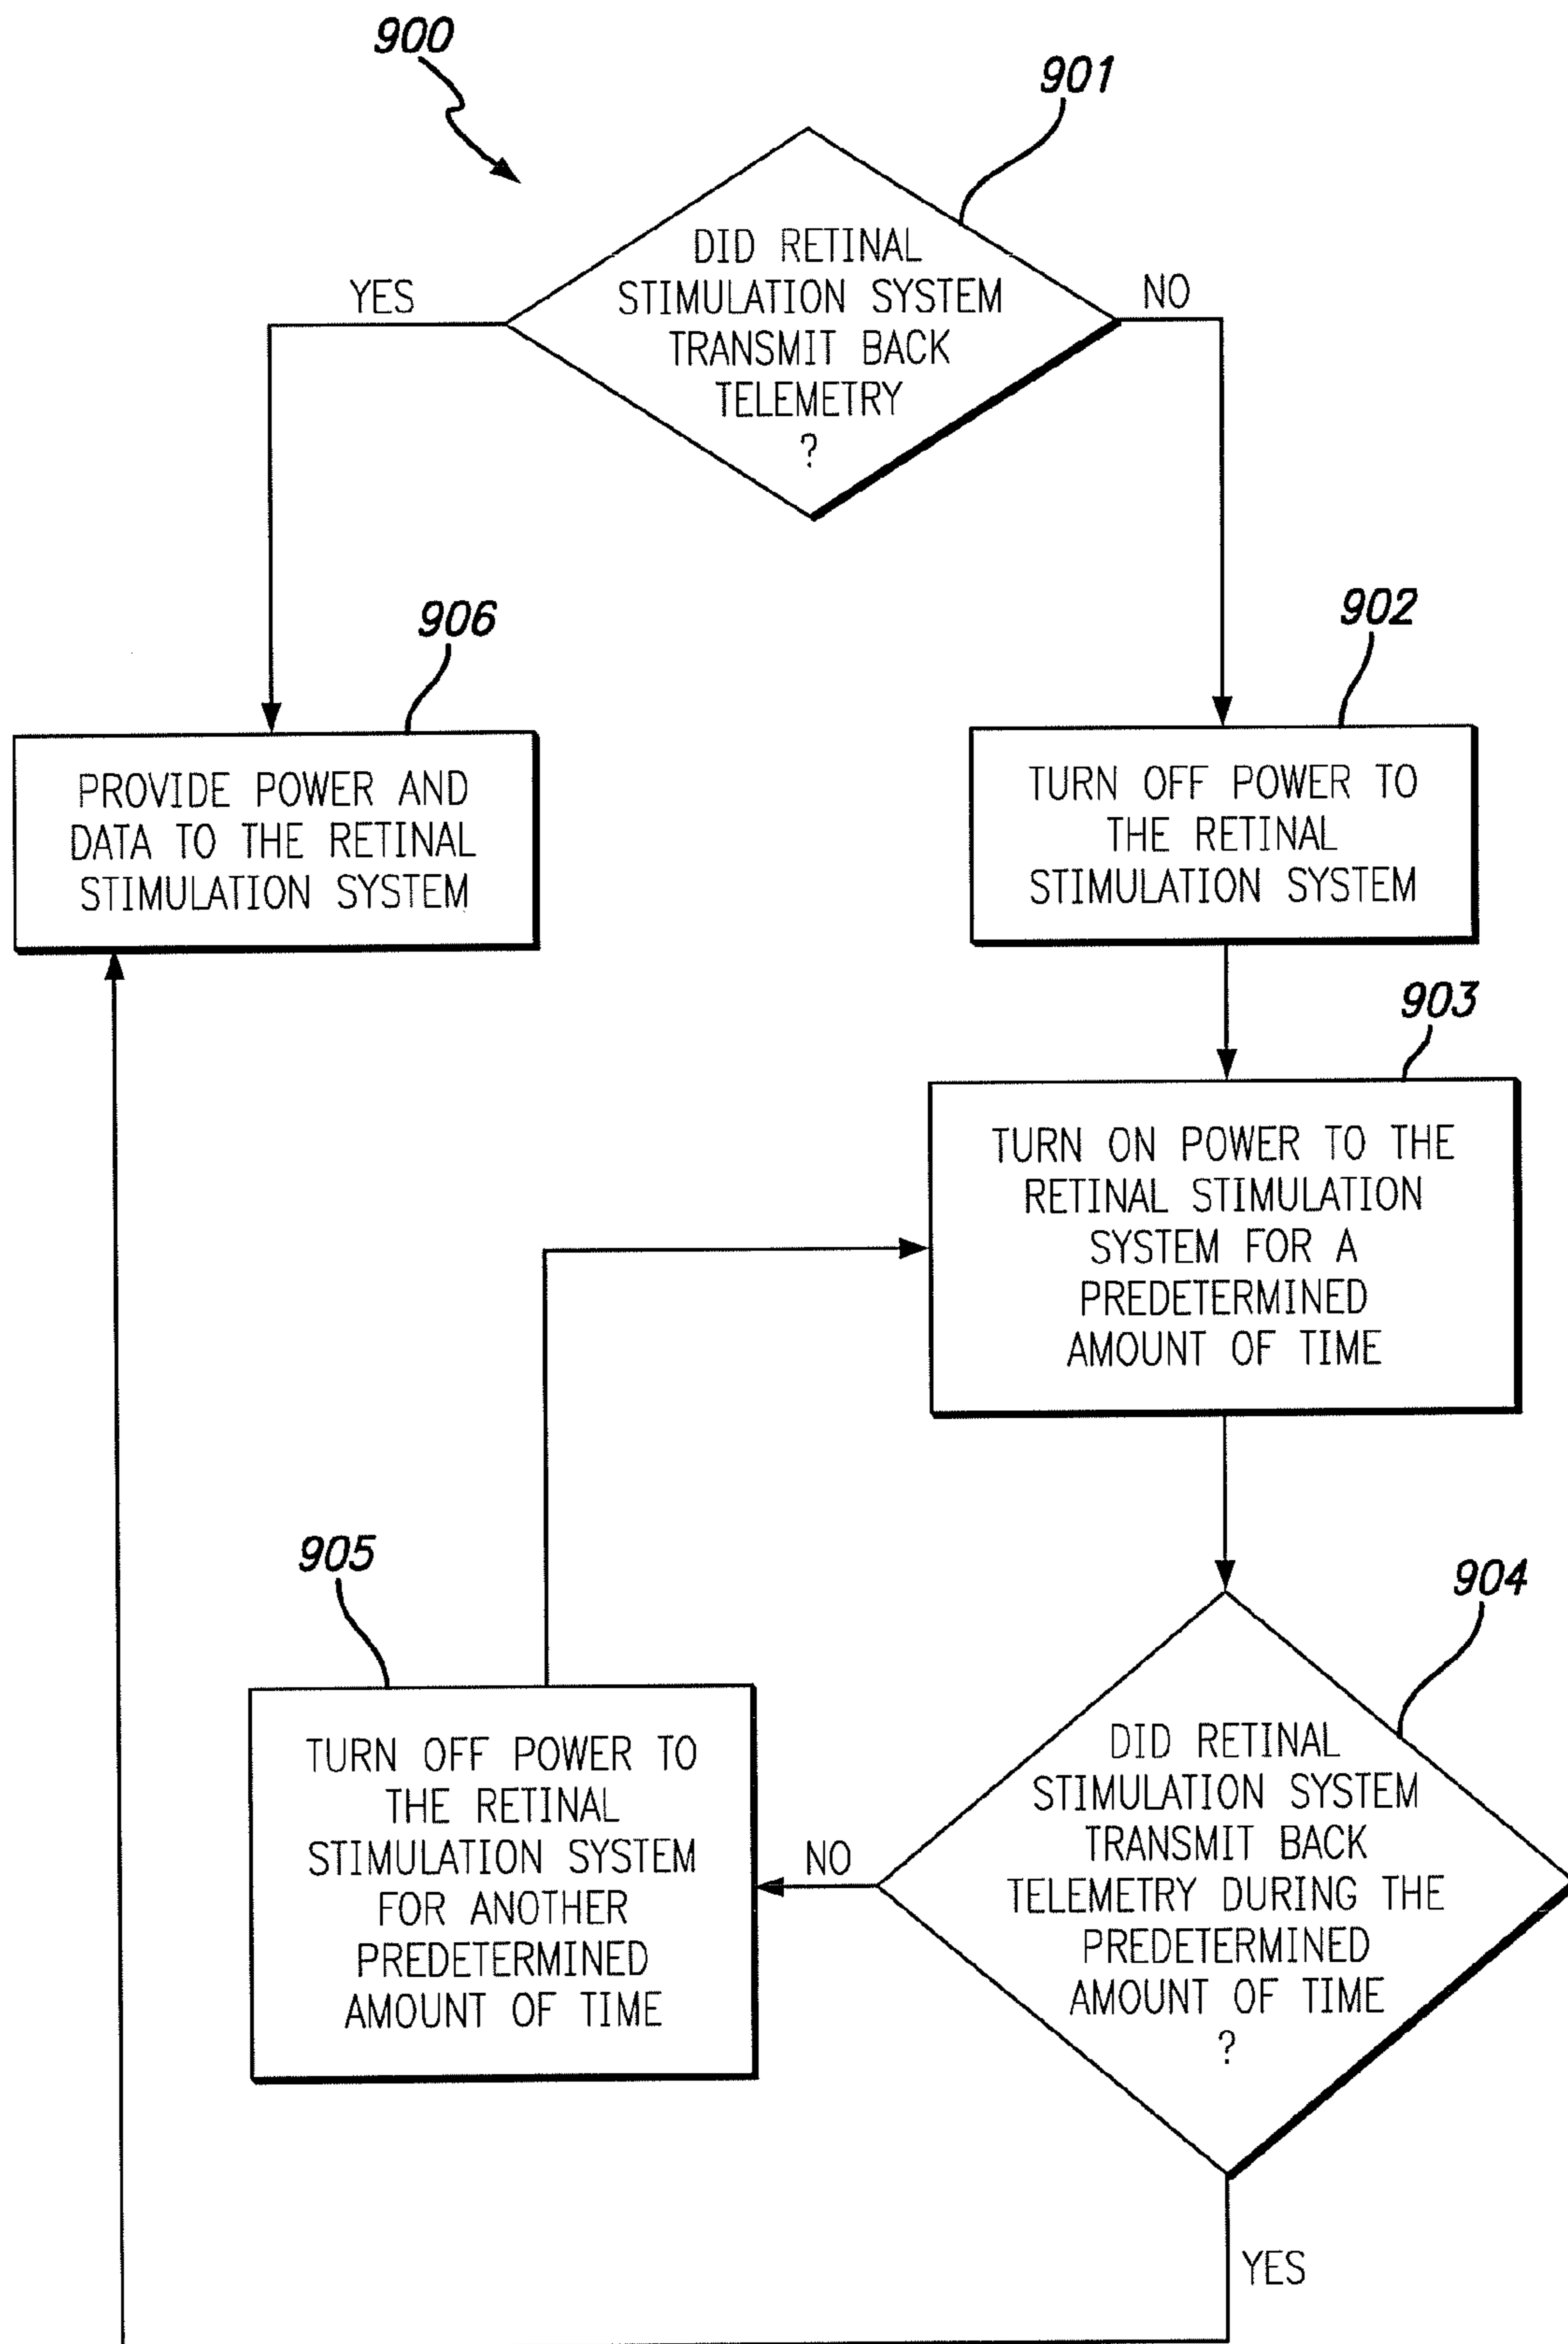 900
901
DID RETINAL
STIMULATION SYSTEM
TRANSMIT BACK
TELEMETRY
?
YES
NO
906
902
PROVIDE POWER AND
DATA TO THE RETINAL
STIMULATION SYSTEM
TURN OFF POWER TO
THE RETINAL
STIMULATION SYSTEM
903
TURN ON POWER TO THE
RETINAL STIMULATION
SYSTEM FOR A
PREDETERMINED
AMOUNT OF TIME
905
904
TURN OFF POWER TO
THE RETINAL
STIMULATION SYSTEM
FOR ANOTHER
PREDETERMINED
AMOUNT OF TIME
NO
DID RETINAL
STIMULATION SYSTEM
TRANSMIT BACK
TELEMETRY DURING THE
PREDETERMINED
AMOUNT OF TIME
?
YES